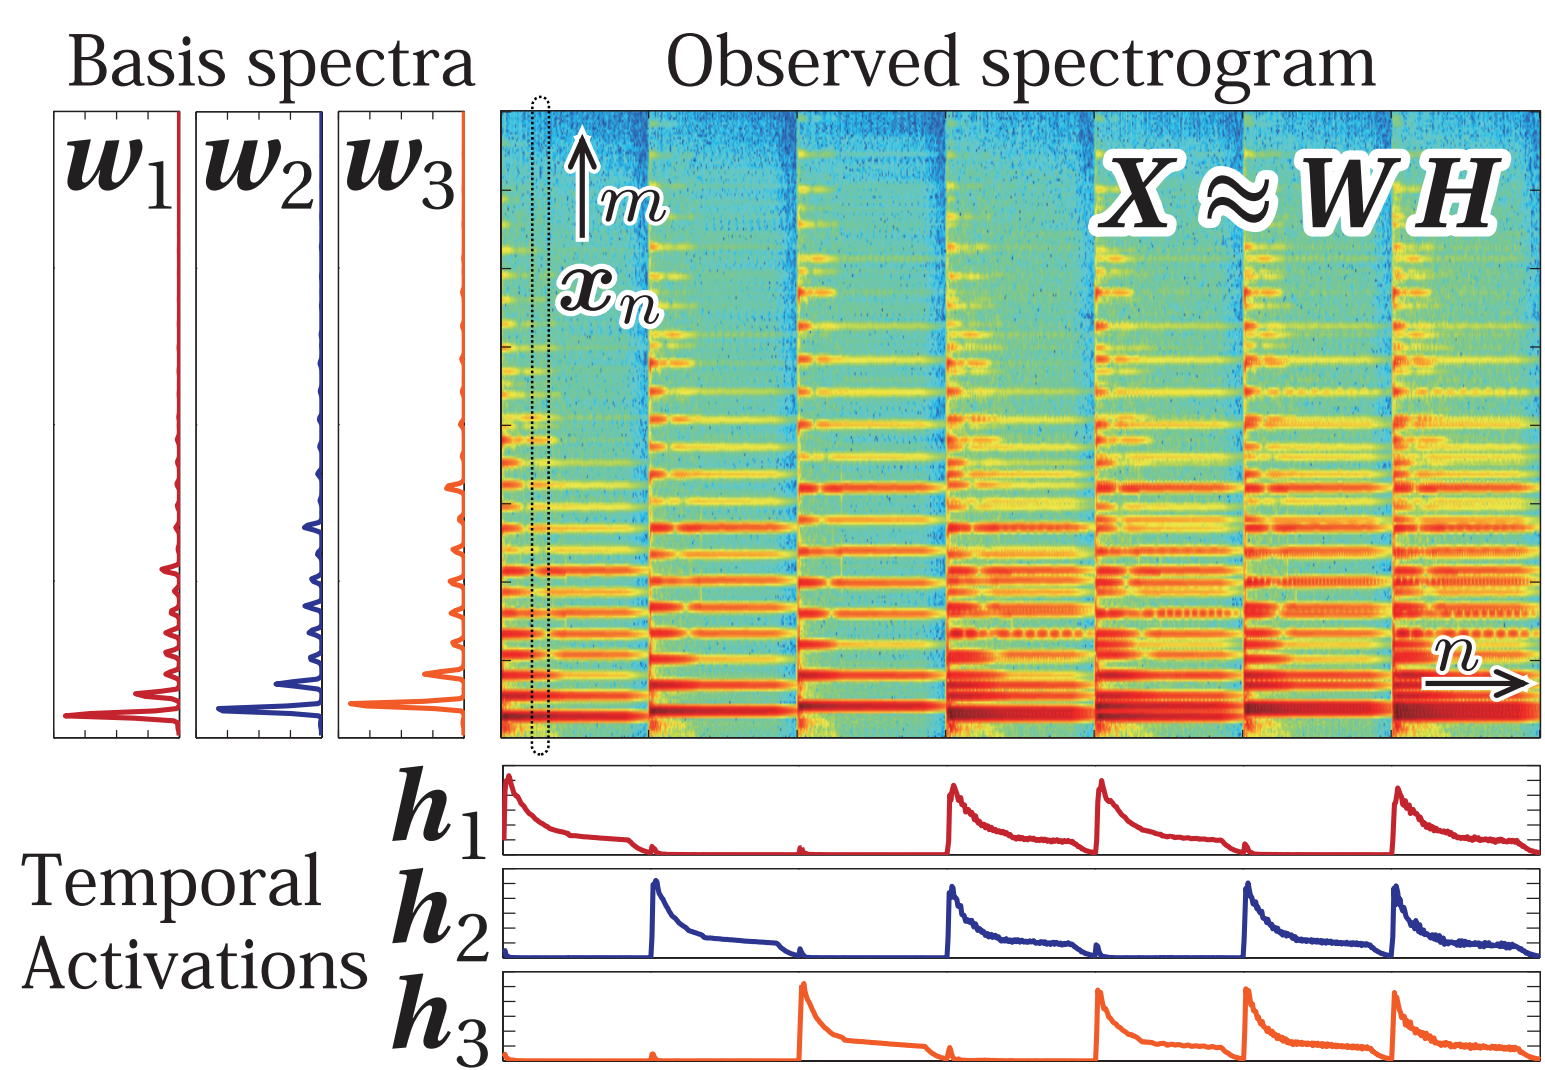 Basis spectra
Observed spectrogram
w1 w2 w3
m
xn
X ≈ WH
n
h1
h2
h3
Temporal
Activations